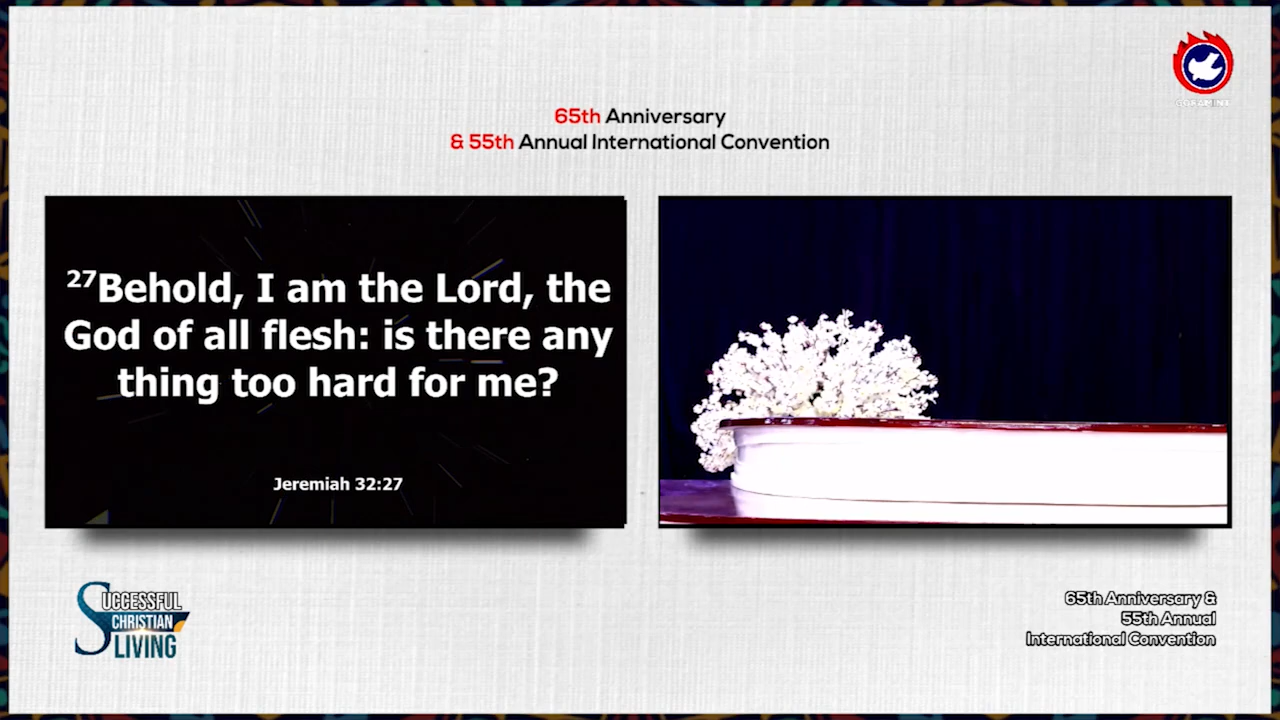 65th Anniversary
& 55th Annual International Convention
27Behold, I am the Lord, the
God of all flesh: is there any
thing too hard for me?
Jeremiah 32:27
SUCCESSFUL
CHRISTIAN
LIVING
65th Anniversary &
55th Annual
International Convention